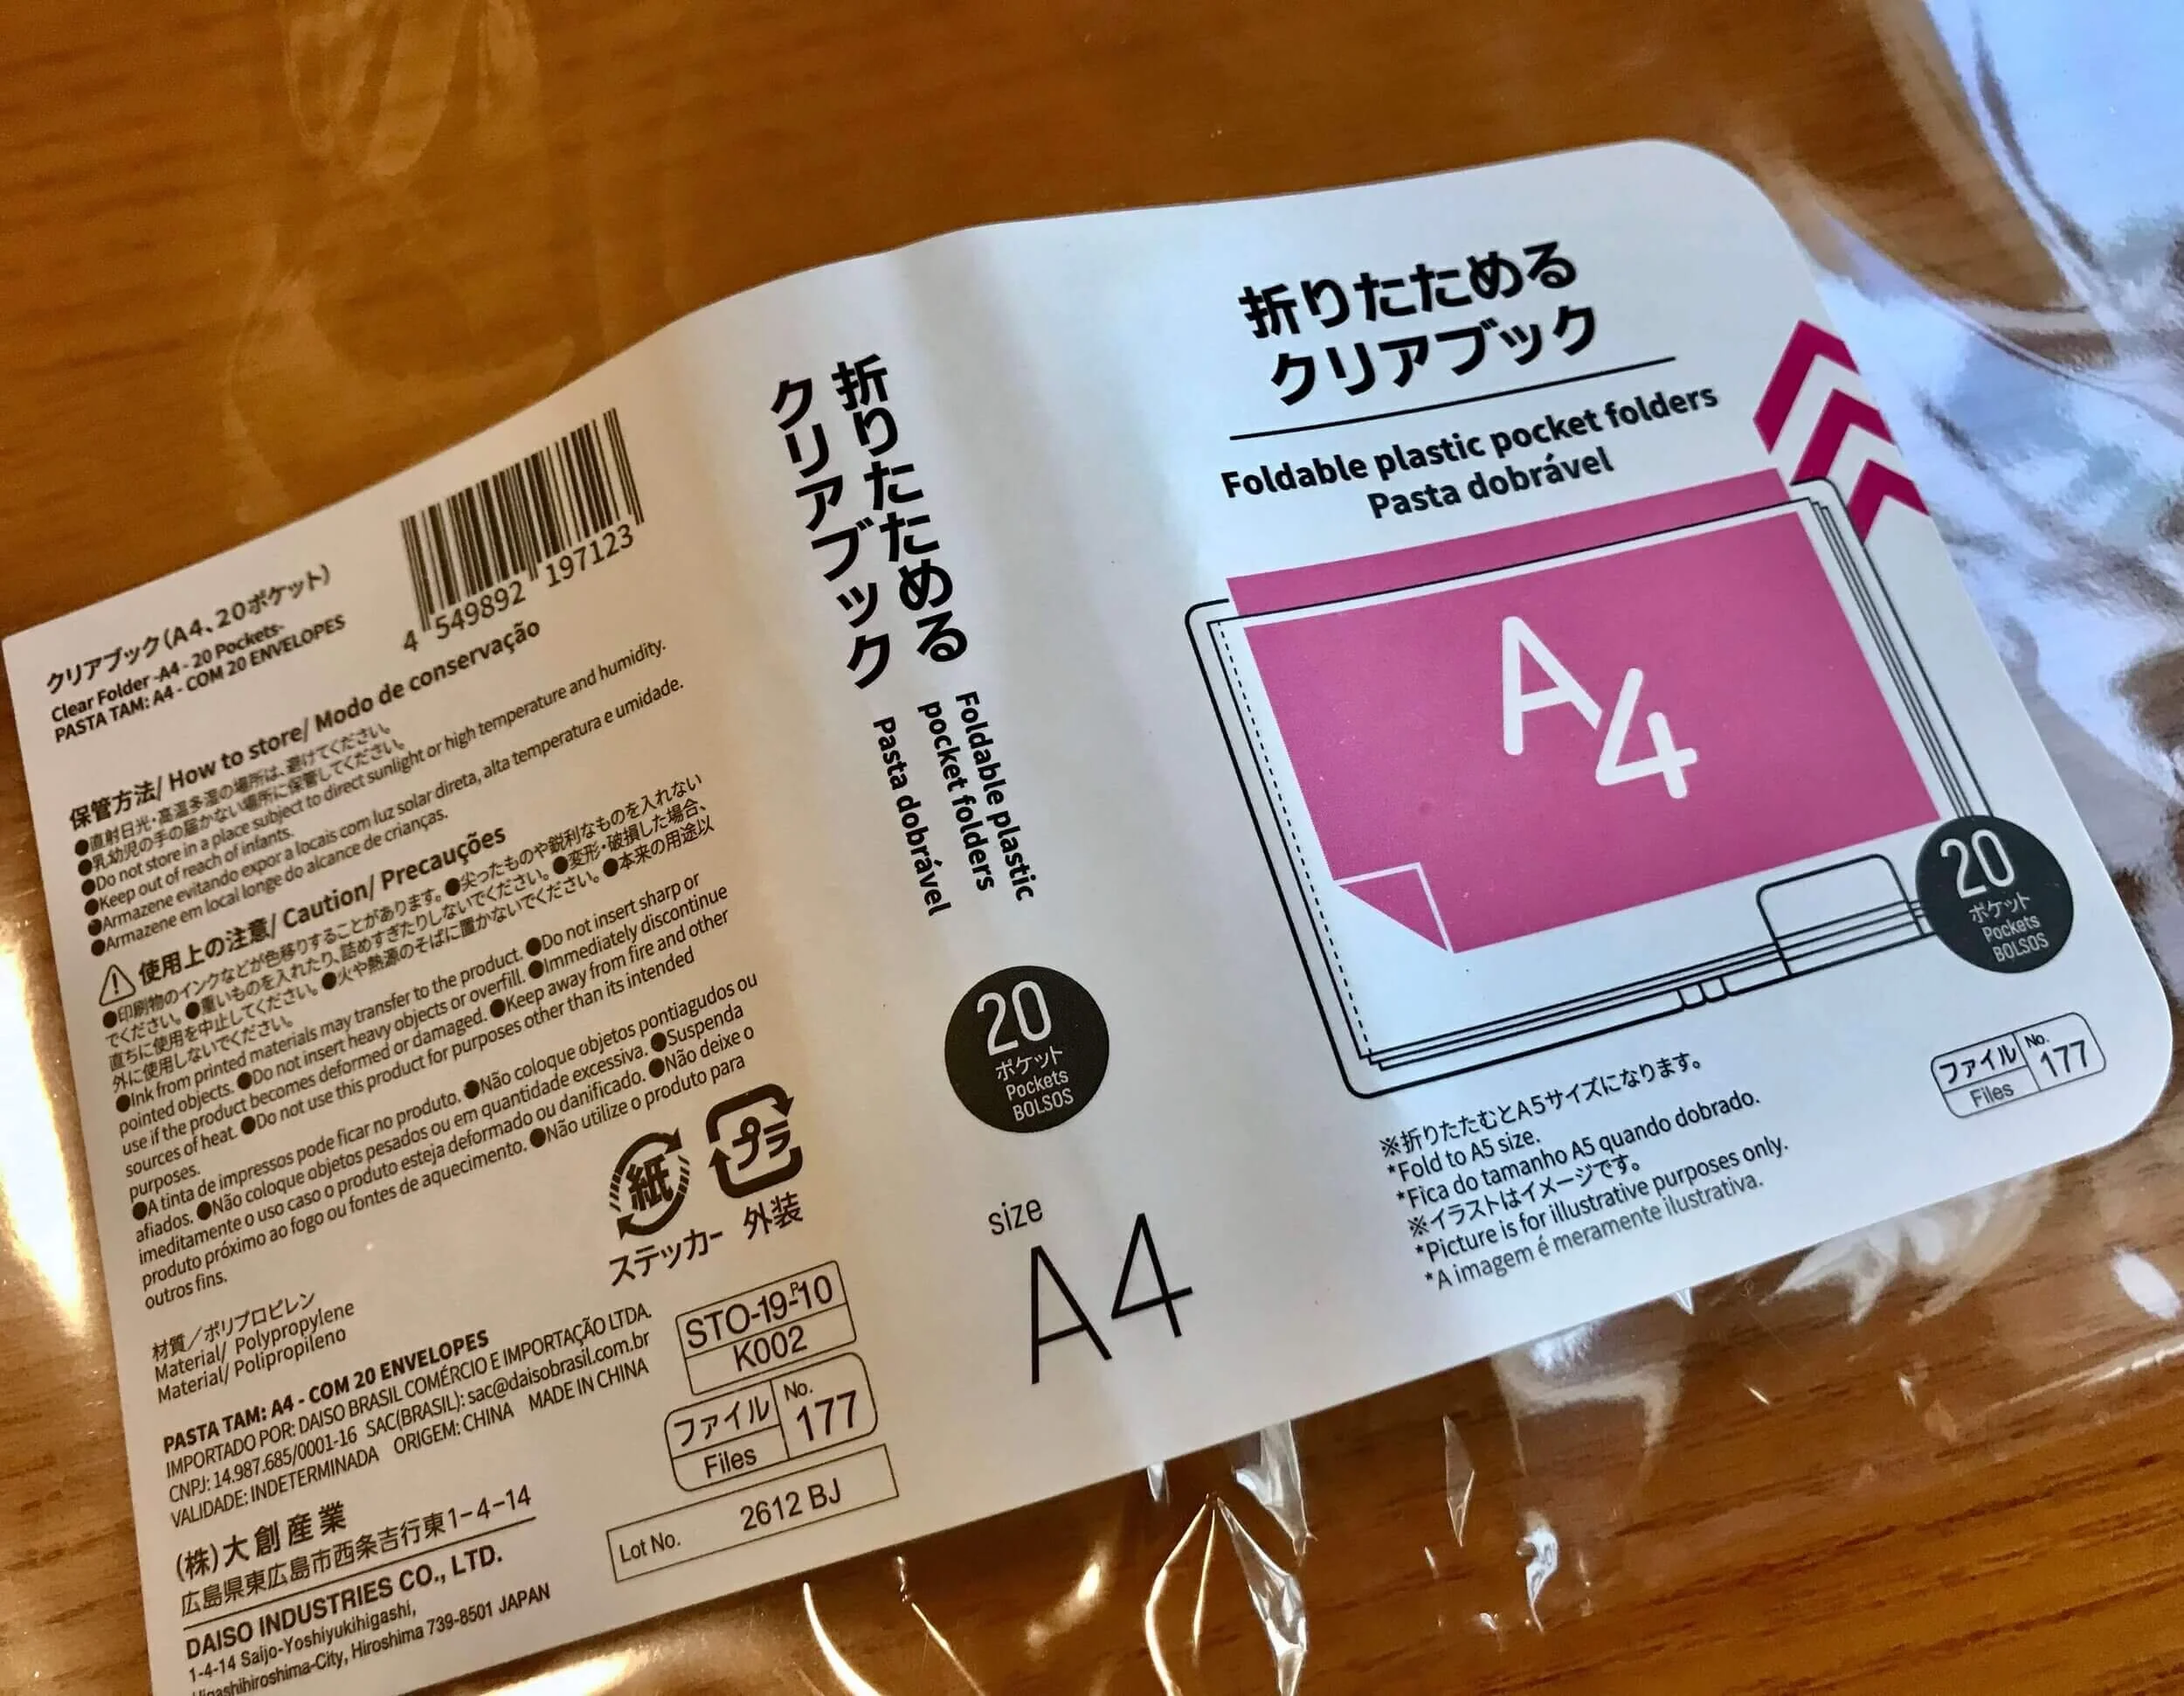 クリアブック(A4、20ポケット)
Clear Folder -A4 - 20 Pockets-
PASTA TAM: A4 - COM 20 ENVELOPES
4 549892 197123
保管方法/ How to store/ Modo de conservação
●直射日光・高温多湿の場所は、避けてください。
●乳幼児の手の届かない場所に保管してください。
●Do not store in a place subject to direct sunlight or high temperature and humidity.
●Keep out of reach of infants.
●Armazene evitando expor a locais com luz solar direta, alta temperatura e umidade.
●Armazene em local longe do alcance de crianças.
使用上の注意/ Caution/ Precauções
●印刷物のインクなどが色移りすることがあります。●尖ったものや鋭利なものを入れない
でください。●重いものを入れたり、詰めすぎたりしないでください。●変形・破損した場合、
直ちに使用を中止してください。●火や熱源のそばに置かないでください。●本来の用途以
外に使用しないでください。
●Ink from printed materials may transfer to the product. ●Do not insert sharp or
pointed objects. ●Do not insert heavy objects or overfill. ●Immediately discontinue
use if the product becomes deformed or damaged. ●Keep away from fire and other
sources of heat. ●Do not use this product for purposes other than its intended
purposes.
●A tinta de impressos pode ficar no produto. ●Não coloque objetos pontiagudos ou
afiados. ●Não coloque objetos pesados ou em quantidade excessiva. ●Suspenda
imeditamente o uso caso o produto esteja deformado ou danificado. ●Não deixe o
produto próximo ao fogo ou fontes de aquecimento. ●Não utilize o produto para
outros fins.
紙
ステッカー
プラ
外装
材質/ポリプロピレン
Material/ Polypropylene
Material/ Polipropileno
PASTA TAM: A4 - COM 20 ENVELOPES
IMPORTADO POR: DAISO BRASIL COMÉRCIO E IMPORTAÇÃO LTDA.
CNPJ: 14.987.685/0001-16 SAC(BRASIL): sac@daisobrasil.com.br
VALIDADE: INDETERMINADA ORIGEM: CHINA MADE IN CHINA
(株)大創産業
広島県東広島市西条吉行東1-4-14
DAISO INDUSTRIES CO., LTD.
1-4-14 Saijo-Yoshiyukihigashi,
Higashihiroshima-City, Hiroshima 739-8501 JAPAN
STO-19-P10
K002
ファイル Files No. 177
Lot No. 2612 BJ
折りたためる
クリアブック
Foldable plastic
pocket folders
Pasta dobrável
20
ポケット
Pockets
BOLSOS
size
A4
折りたためる
クリアブック
Foldable plastic pocket folders
Pasta dobrável
A4
20
ポケット
Pockets
BOLSOS
ファイル Files No. 177
※折りたたむとA5サイズになります。
*Fold to A5 size.
*Fica do tamanho A5 quando dobrado.
※イラストはイメージです。
*Picture is for illustrative purposes only.
*A imagem é meramente ilustrativa.